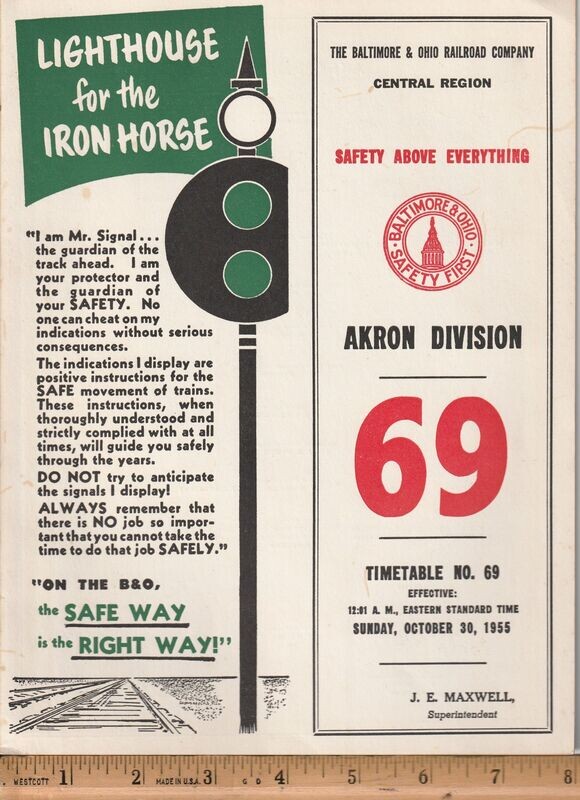 LIGHTHOUSE
for the
IRON HORSE
"I am Mr. Signal...
the guardian of the
track ahead. I am
your protector and
the guardian of
your SAFETY. No
one can cheat on my
indications without serious
consequences.
The indications I display are
positive instructions for the
SAFE movement of trains.
These instructions, when
thoroughly understood and
strictly complied with at all
times, will guide you safely
through the years.
DO NOT try to anticipate
the signals I display!
ALWAYS remember that
there is NO job so impor-
tant that you cannot take the
time to do that job SAFELY."
"ON THE B&O,
the SAFE WAY
is the RIGHT WAY!"
THE BALTIMORE & OHIO RAILROAD COMPANY
CENTRAL REGION
SAFETY ABOVE EVERYTHING
BALTIMORE & OHIO
SAFETY FIRST
AKRON DIVISION
69
TIMETABLE NO. 69
EFFECTIVE:
12:01 A. M., EASTERN STANDARD TIME
SUNDAY, OCTOBER 30, 1955
J. E. MAXWELL,
Superintendent
WESTCOTT 1 2 MADE IN U.S.A. 3 G D 4 5 6 7 8